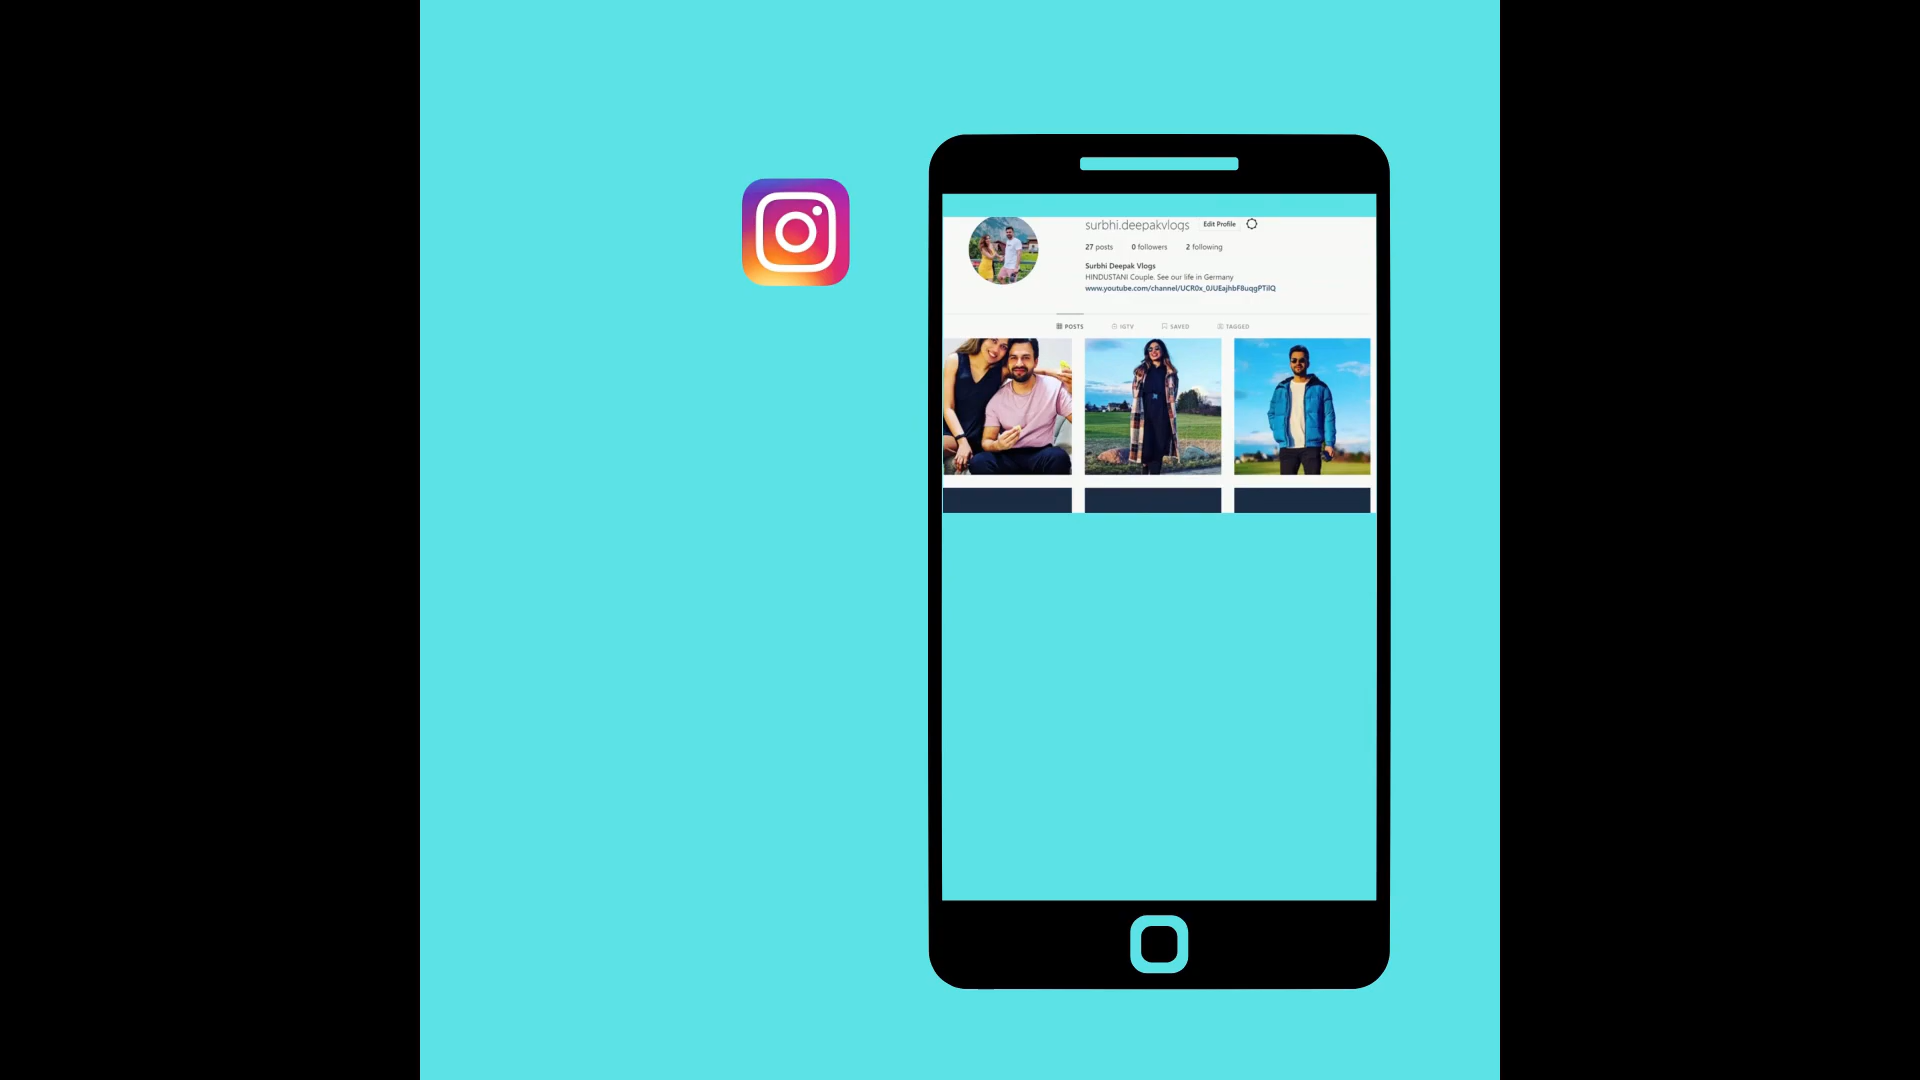 surbhi.deepakvlogs Edit Profile
27 posts 0 followers 2 following
Surbhi Deepak Vlogs
HINDUSTANI Couple. See our life in Germany
www.youtube.com/channel/UCR0x_0JUEajhbF8uqgPTilQ
POSTS IGTV SAVED TAGGED